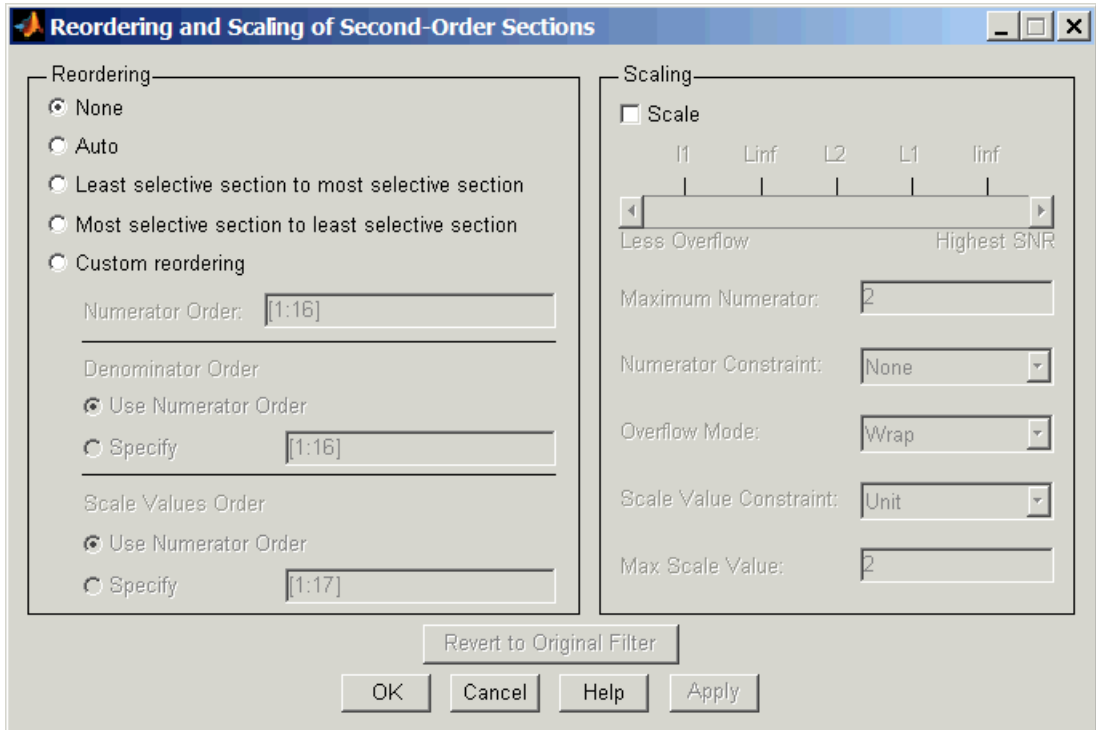 Reordering and Scaling of Second-Order Sections
Reordering
None
Auto
Least selective section to most selective section
Most selective section to least selective section
Custom reordering
Numerator Order: [1:16]
Denominator Order
Use Numerator Order
Specify [1:16]
Scale Values Order
Use Numerator Order
Specify [1:17]
Scaling
Scale
l1 Linf L2 L1 linf
Less Overflow Highest SNR
Maximum Numerator: 2
Numerator Constraint: None
Overflow Mode: Wrap
Scale Value Constraint: Unit
Max Scale Value: 2
Revert to Original Filter
OK Cancel Help Apply